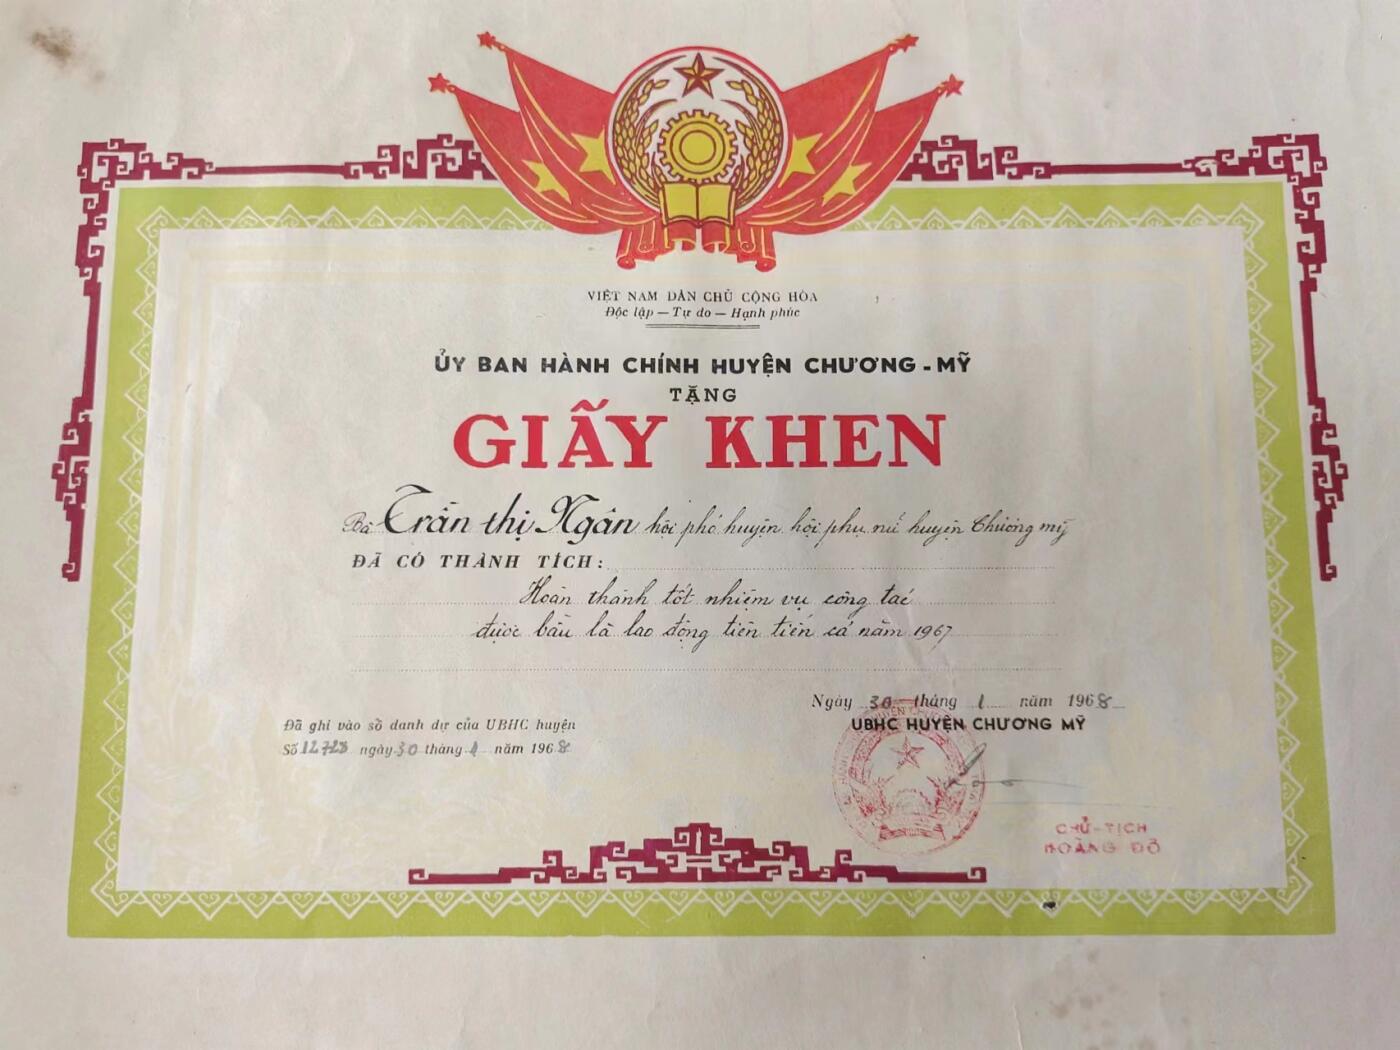 VIỆT NAM DÂN CHỦ CỘNG HÒA
Độc lập — Tự do — Hạnh phúc
ỦY BAN HÀNH CHÍNH HUYỆN CHƯƠNG - MỸ
TẶNG
GIẤY KHEN
Bà Trần thị Ngân hội phó huyện hội phụ nữ huyện Chương mỹ
ĐÃ CÓ THÀNH TÍCH:
Hoàn thành tốt nhiệm vụ công tác
được bầu là lao động tiên tiến cả năm 1967
Ngày 30 tháng 1 năm 1968
Đã ghi vào sổ danh dự của UBHC huyện
UBHC HUYỆN CHƯƠNG MỸ
Số 12723 ngày 30 tháng 1 năm 1968
CHỦ-TỊCH
HOÀNG ĐÔ